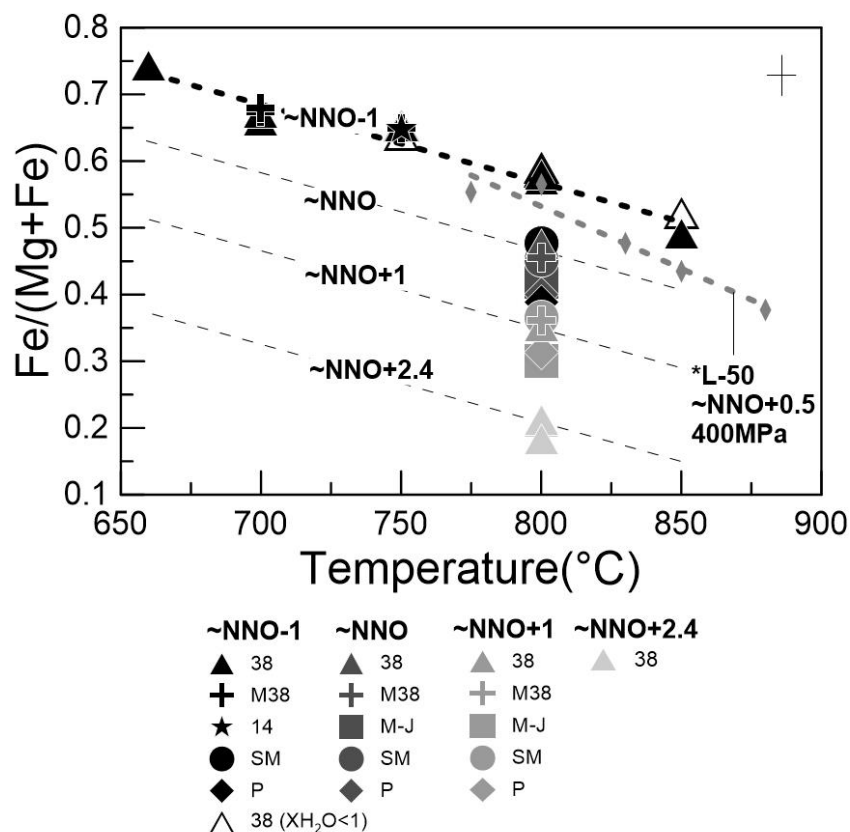 0.8
0.7
0.6
0.5
0.4
0.3
0.2
0.1
Fe/(Mg+Fe)
~NNO-1
~NNO
~NNO+1
~NNO+2.4
*L-50
~NNO+0.5
400MPa
650 700 750 800 850 900
Temperature(°C)
~NNO-1 ~NNO ~NNO+1 ~NNO+2.4
38 38 38 38
M38 M38 M38
14 M-J M-J
SM SM SM
P P P
38 (XH₂O<1)